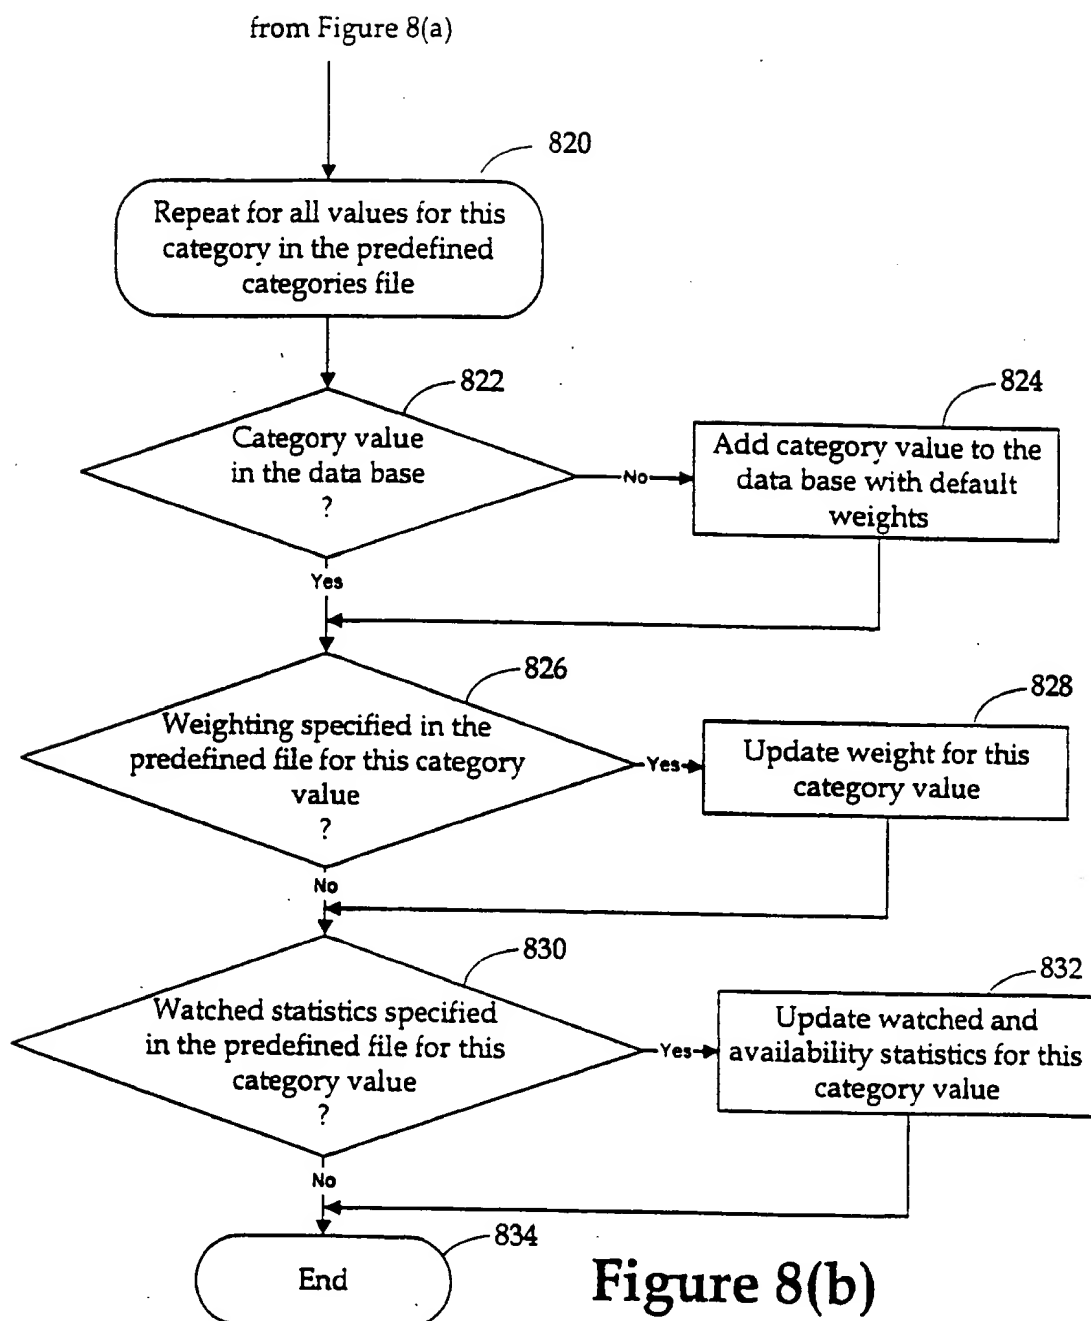 from Figure 8(a)
820
Repeat for all values for this
category in the predefined
categories file
822
Category value
in the data base
?
No
824
Add category value to the
data base with default
weights
Yes
826
Weighting specified in the
predefined file for this category
value
?
Yes
828
Update weight for this
category value
No
830
Watched statistics specified
in the predefined file for this
category value
?
Yes
832
Update watched and
availability statistics for this
category value
No
834
End
Figure 8(b)